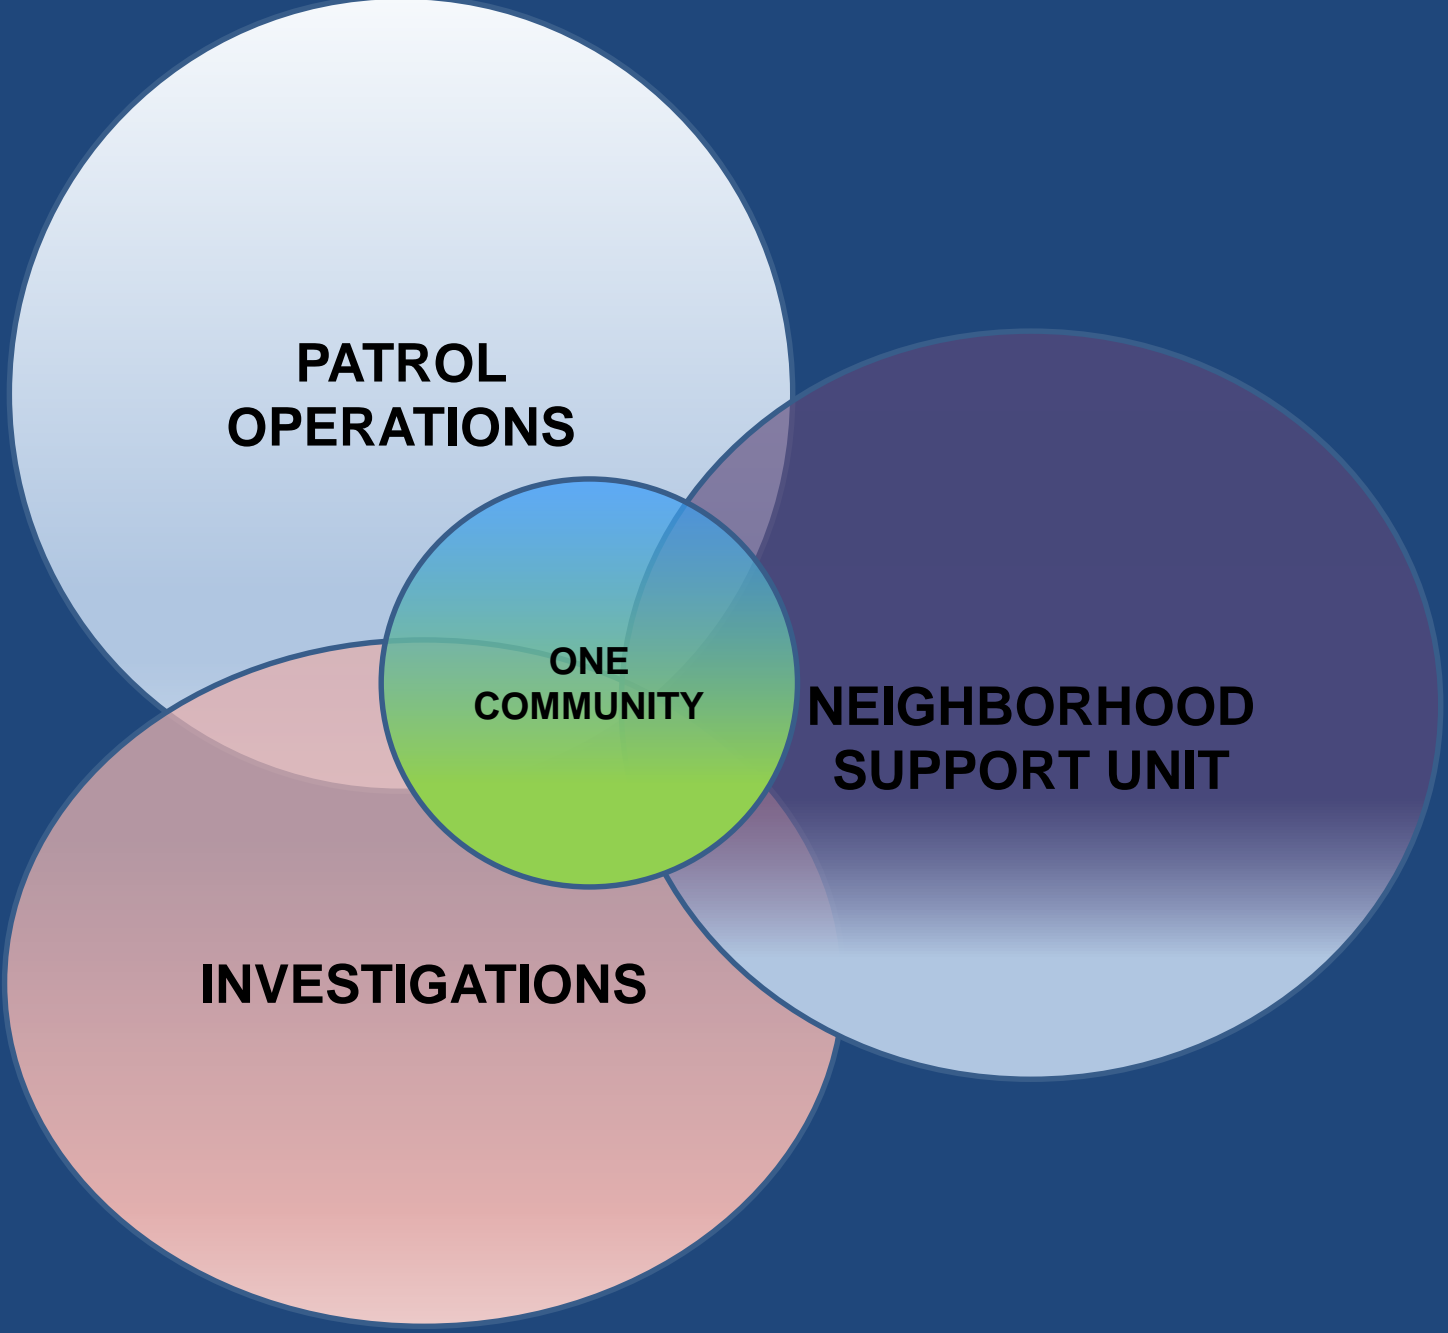 PATROL
OPERATIONS
ONE
COMMUNITY
NEIGHBORHOOD
SUPPORT UNIT
INVESTIGATIONS